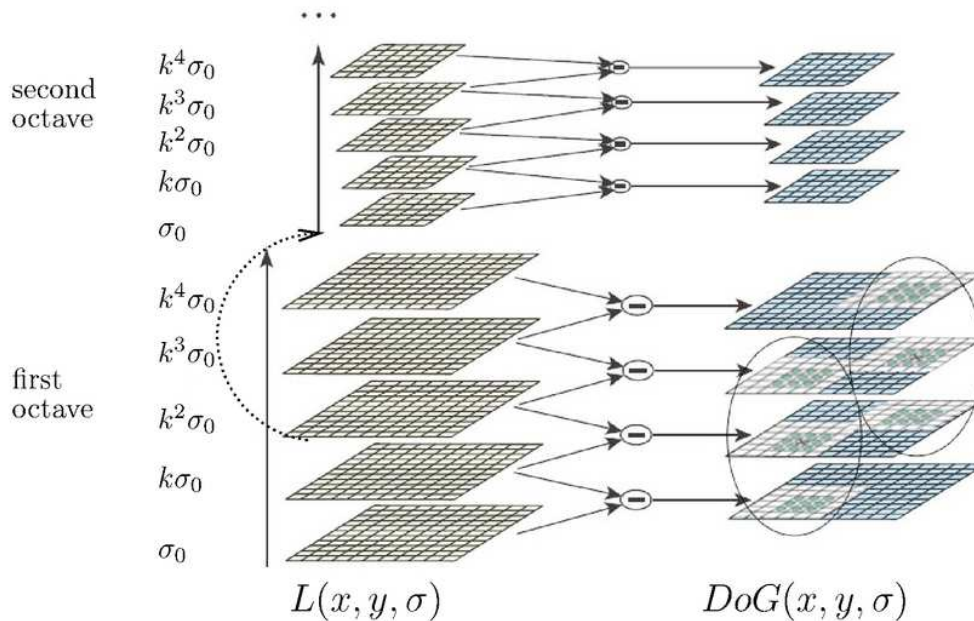 ...
k⁴σ₀
second
octave
k³σ₀
k²σ₀
kσ₀
σ₀
k⁴σ₀
k³σ₀
first
octave
k²σ₀
kσ₀
σ₀
L(x, y, σ)
DoG(x, y, σ)